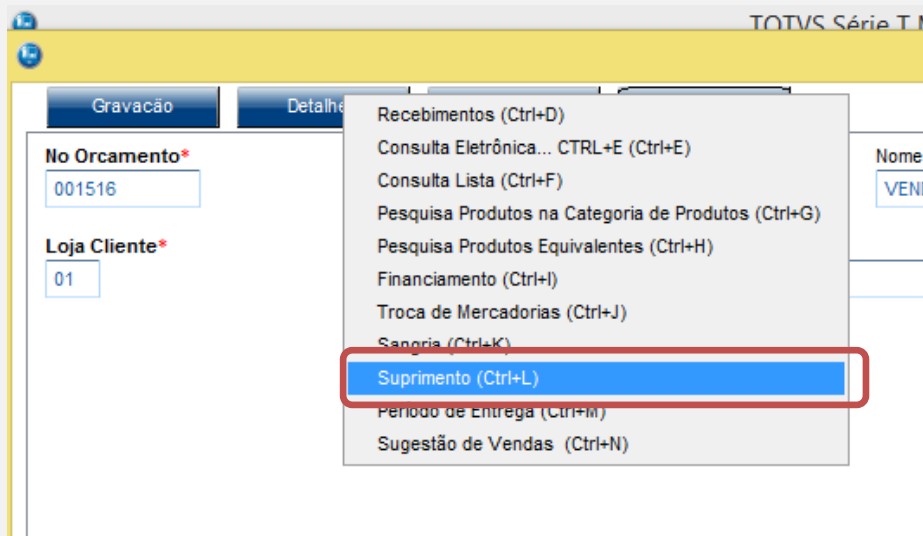 TOTVS Série T
Gravacão
Detalhe
No Orcamento*
001516
Nome
VEN
Loja Cliente*
01
Recebimentos (Ctrl+D)
Consulta Eletrônica... CTRL+E (Ctrl+E)
Consulta Lista (Ctrl+F)
Pesquisa Produtos na Categoria de Produtos (Ctrl+G)
Pesquisa Produtos Equivalentes (Ctrl+H)
Financiamento (Ctrl+I)
Troca de Mercadorias (Ctrl+J)
Sangria (Ctrl+K)
Suprimento (Ctrl+L)
Período de Entrega (Ctrl+M)
Sugestão de Vendas (Ctrl+N)